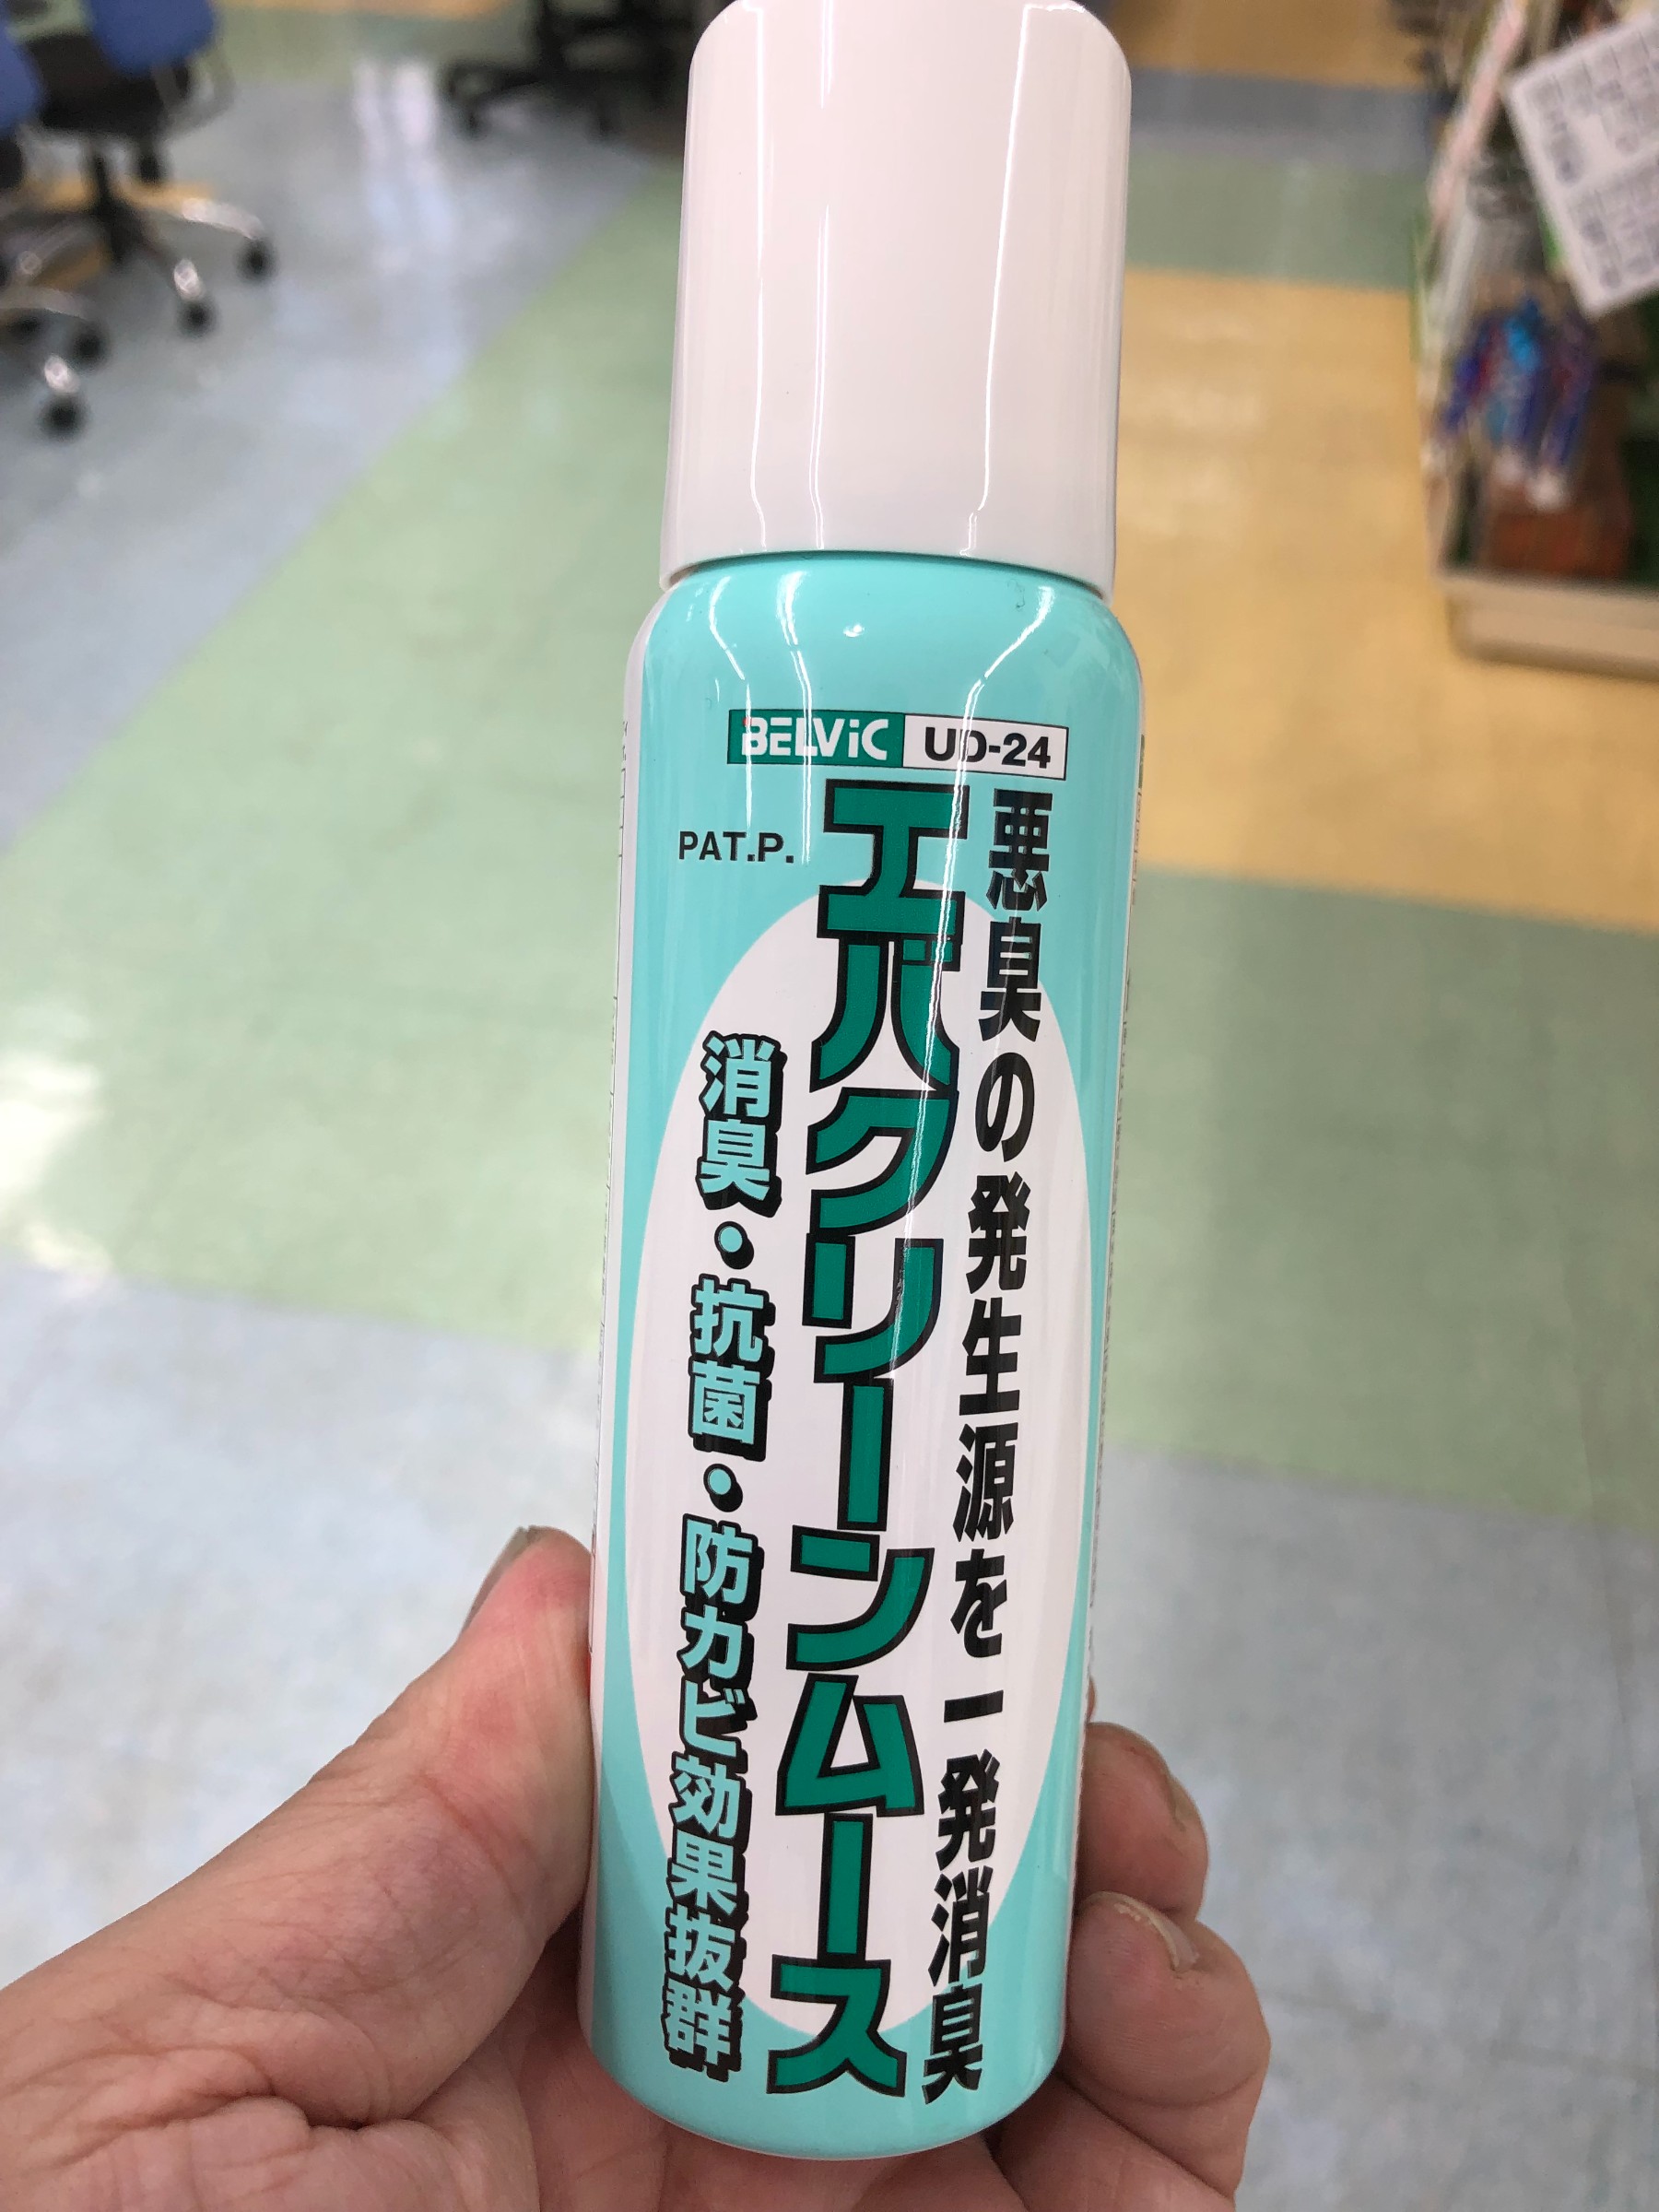 BELViC UD-24
PAT.P.
悪臭の発生源を一発消臭
エバクリーンムース
消臭・抗菌・防カビ効果抜群